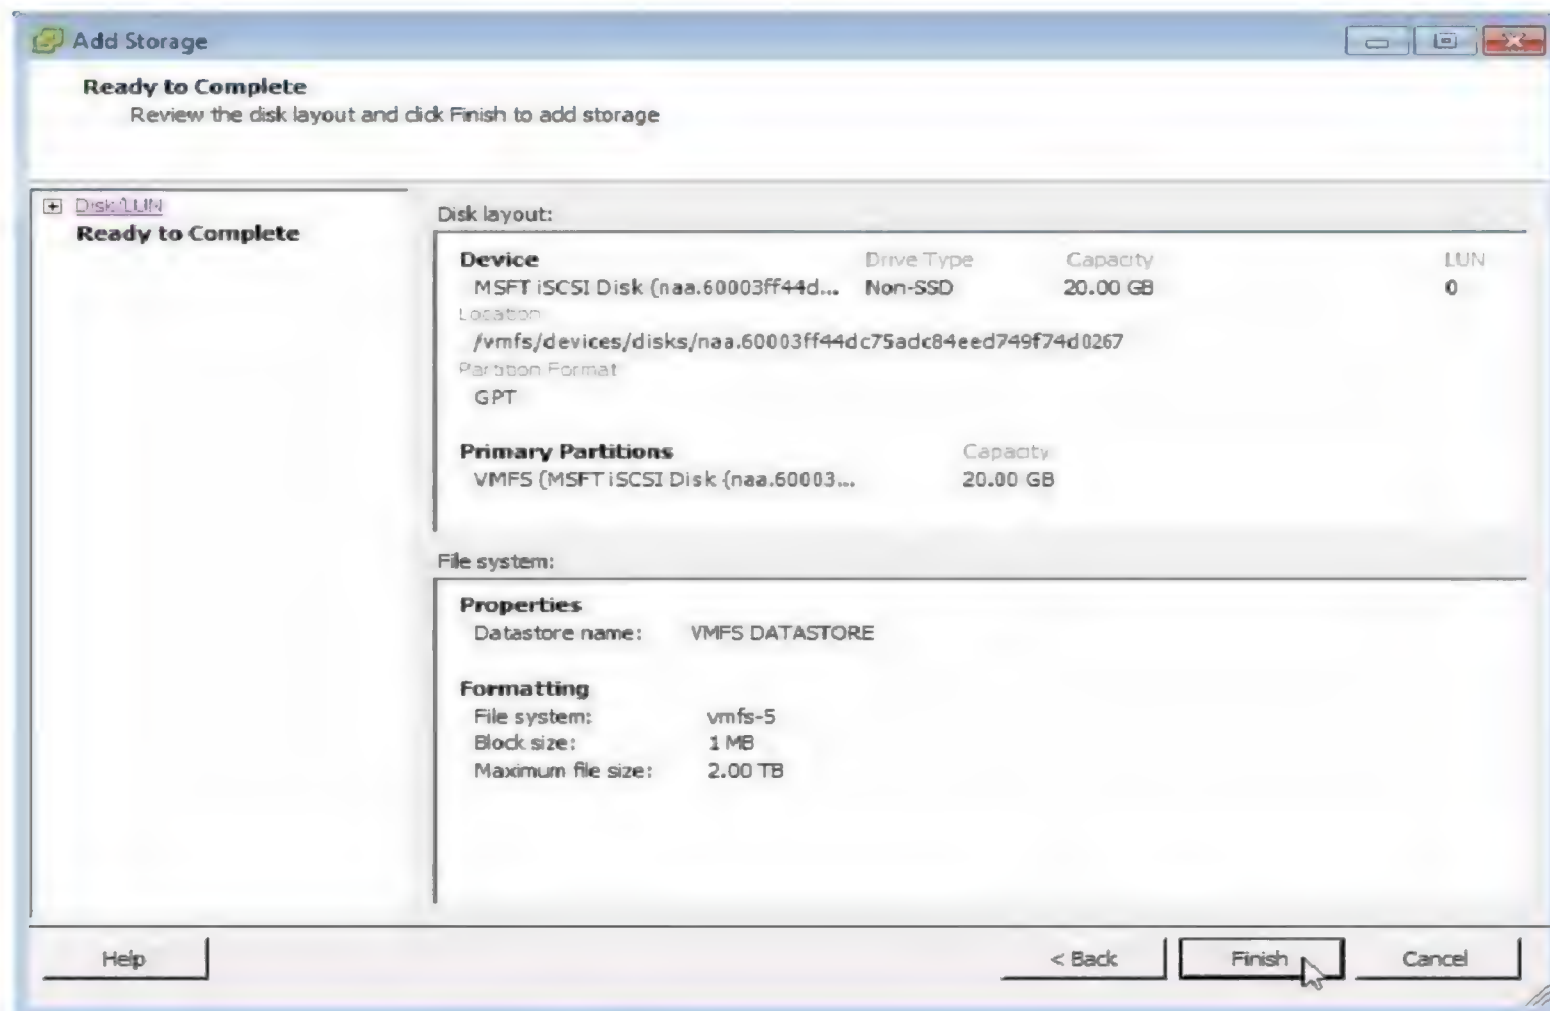 Add Storage
Ready to Complete
Review the disk layout and click Finish to add storage
Disk/LUN
Ready to Complete
Disk layout:
Device Drive Type Capacity LUN
MSFT iSCSI Disk (naa.60003ff44d... Non-SSD 20.00 GB 0
Location
/vmfs/devices/disks/naa.60003ff44dc75adc84eed749f74d0267
Partition Format
GPT
Primary Partitions Capacity
VMFS (MSFT iSCSI Disk (naa.60003... 20.00 GB
File system:
Properties
Datastore name: VMFS DATASTORE
Formatting
File system: vmfs-5
Block size: 1 MB
Maximum file size: 2.00 TB
Help < Back Finish Cancel